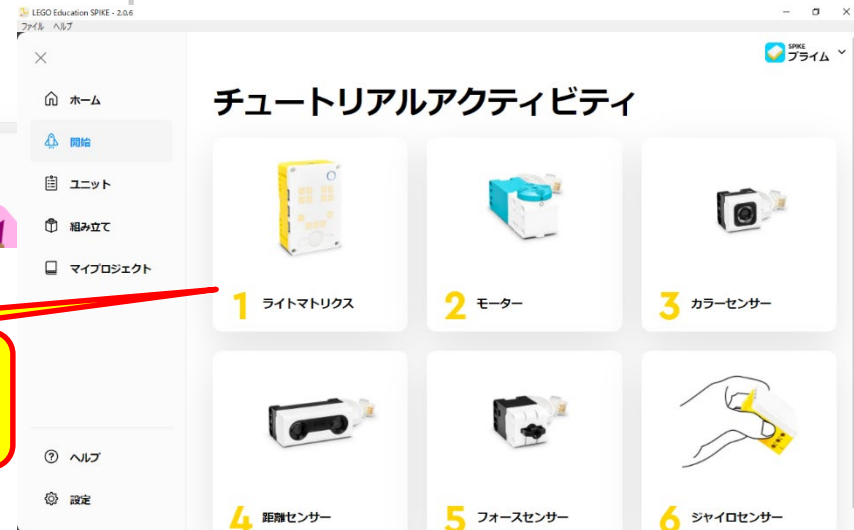 LEGO Education SPIKE - 2.0.6
ファイル ヘルプ
SPIKE
プライム
ホーム
開始
ユニット
組み立て
マイプロジェクト
ヘルプ
設定
チュートリアルアクティビティ
1 ライトマトリクス
2 モーター
3 カラーセンサー
4 距離センサー
5 フォースセンサー
6 ジャイロセンサー